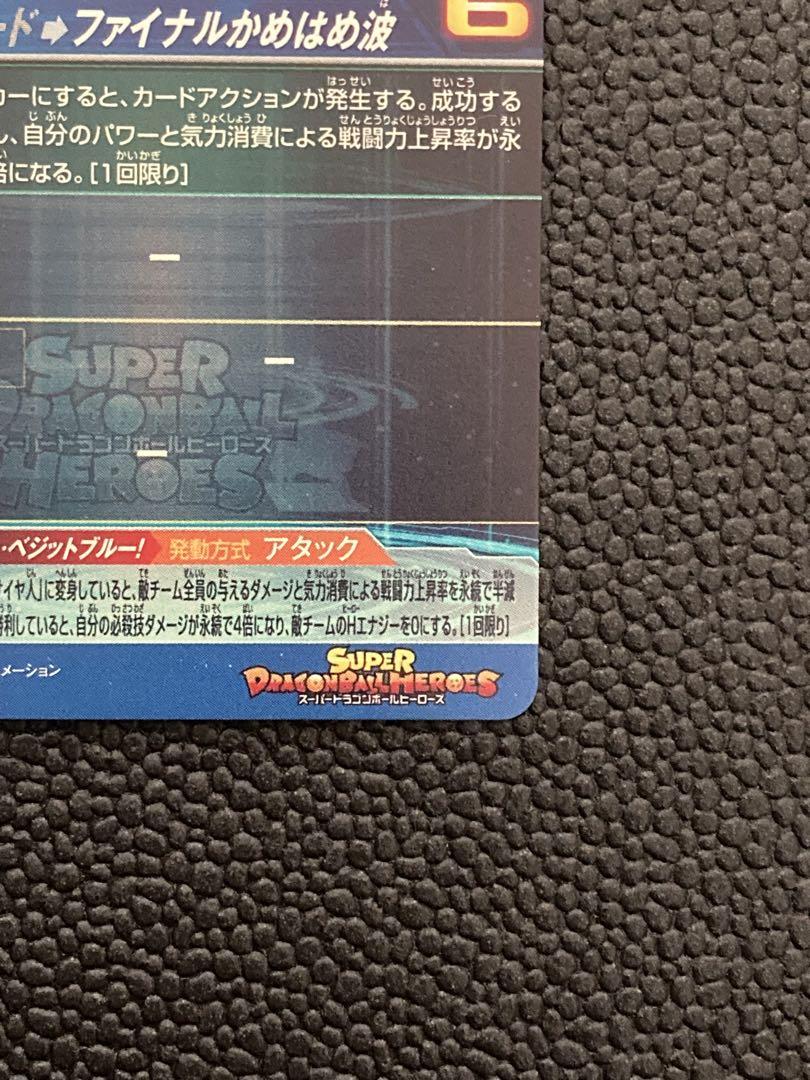 ード➡ファイナルかめはめ波
6
カーにすると、カードアクションが発生する。成功する
し、自分のパワーと気力消費による戦闘力上昇率が永
倍になる。[1回限り]
ー
SUPER
ー
DRAGONBALL
スーパードラゴンボールヒーローズ
ー
HEROES
・ベジットブルー! 発動方式 アタック
サイヤ人」に変身していると、敵チーム全員の与えるダメージと気力消費による戦闘力上昇率を永続で半減
勝利していると、自分の必殺技ダメージが永続で4倍になり、敵チームのHエナジーを0にする。[1回限り]
メーション
SUPER
DRAGONBALL HEROES
スーパードラゴンボールヒーローズ